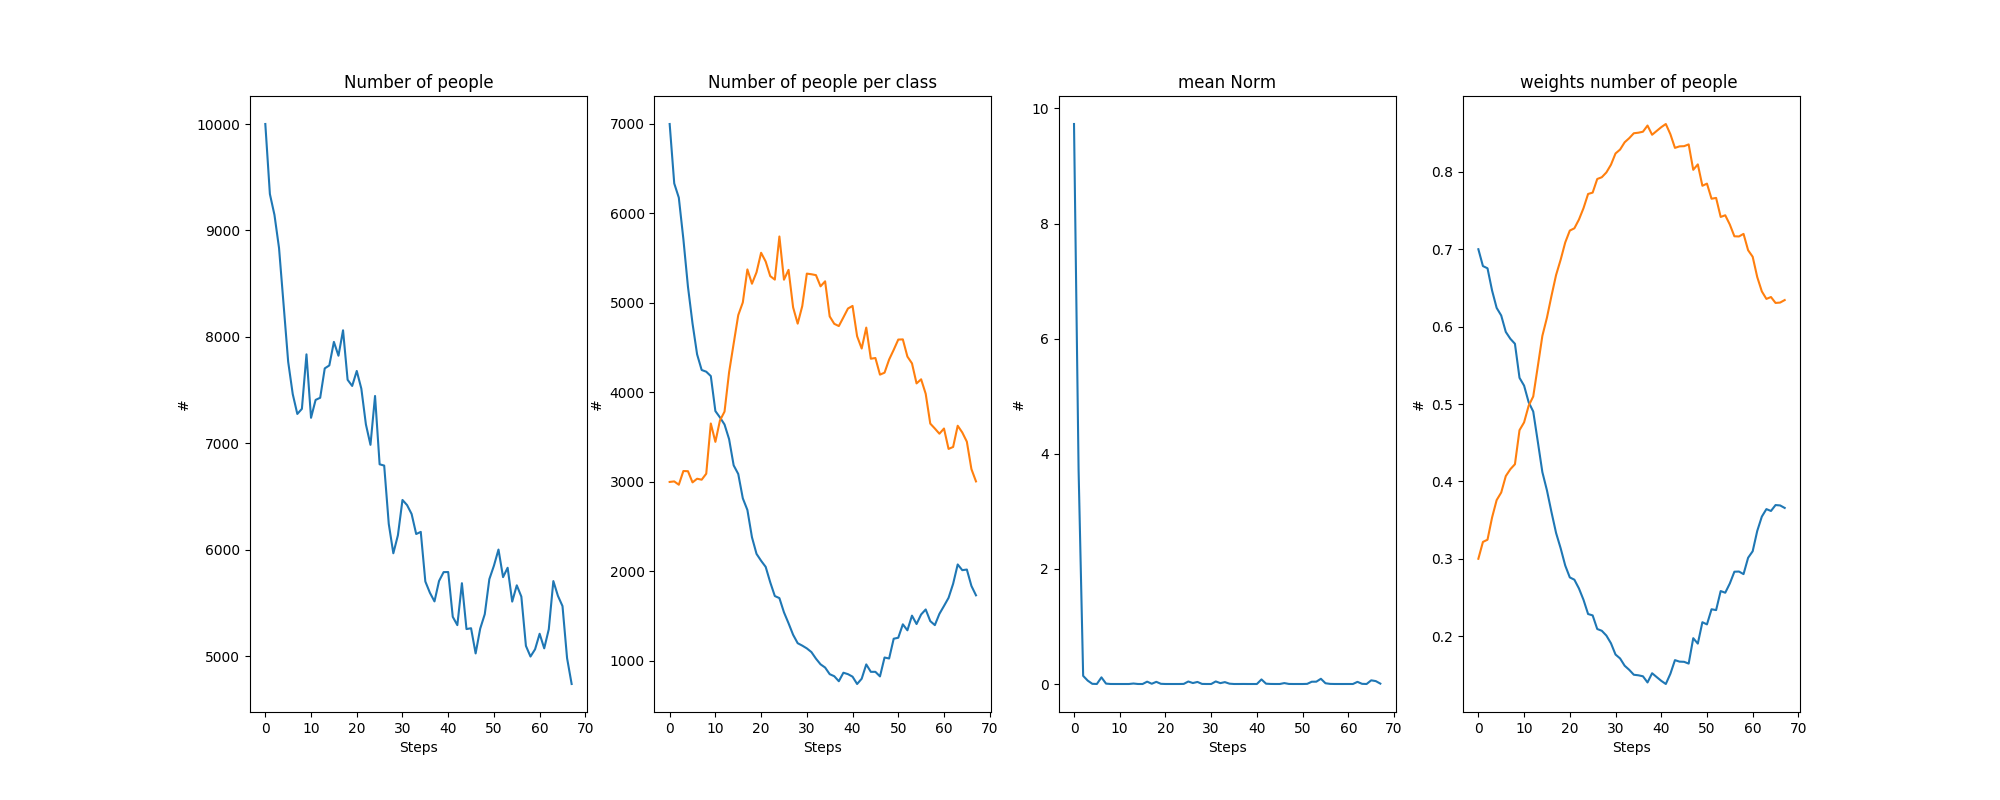 Number of people
10000
9000
8000
7000
6000
5000
#
0 10 20 30 40 50 60 70
Steps
Number of people per class
7000
6000
5000
4000
3000
2000
1000
#
0 10 20 30 40 50 60 70
Steps
mean Norm
10
8
6
4
2
0
#
0 10 20 30 40 50 60 70
Steps
weights number of people
0.8
0.7
0.6
0.5
0.4
0.3
0.2
#
0 10 20 30 40 50 60 70
Steps